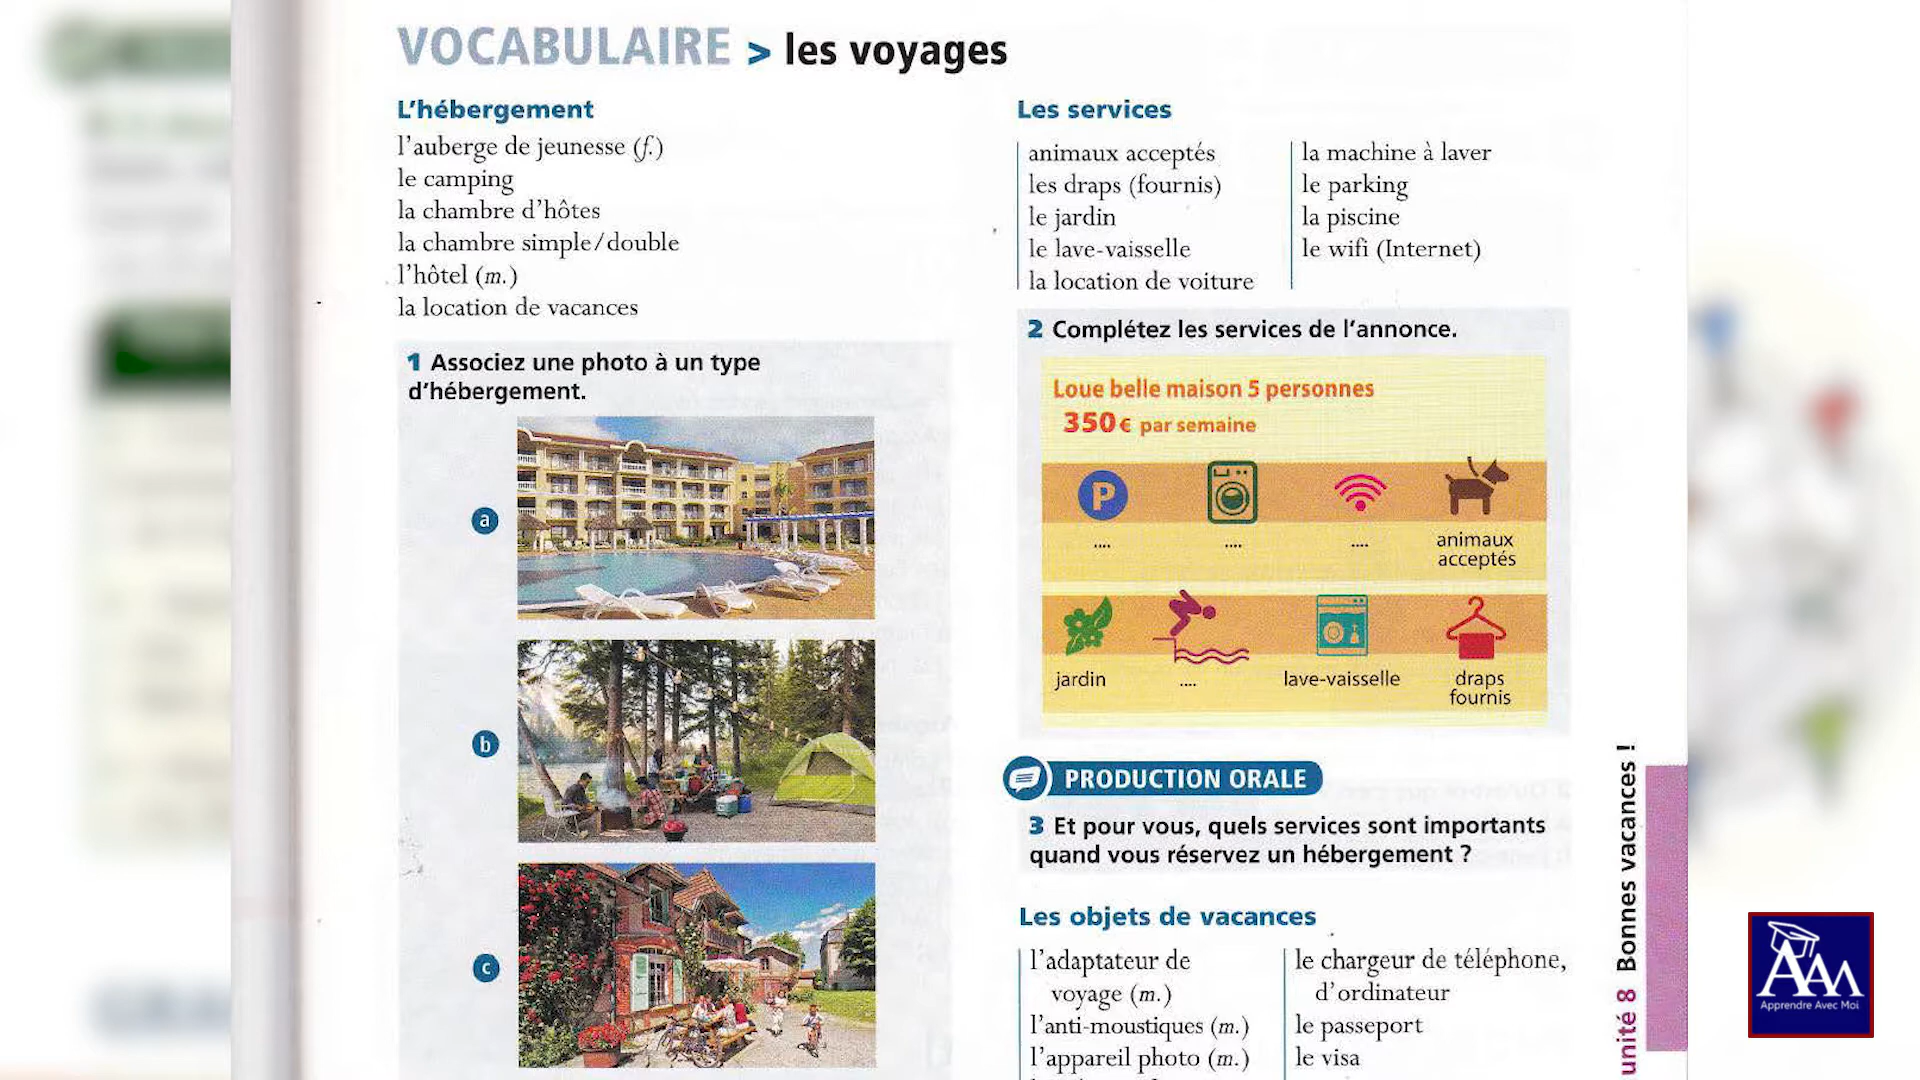 VOCABULAIRE > les voyages
L'hébergement
l'auberge de jeunesse (f.)
le camping
la chambre d'hôtes
la chambre simple/double
l'hôtel (m.)
la location de vacances
1 Associez une photo à un type
d'hébergement.
a
b
c
Les services
animaux acceptés
les draps (fournis)
le jardin
le lave-vaisselle
la location de voiture
la machine à laver
le parking
la piscine
le wifi (Internet)
2 Complétez les services de l'annonce.
Loue belle maison 5 personnes
350€ par semaine
P
.... .... .... animaux
acceptés
jardin .... lave-vaisselle draps
fournis
PRODUCTION ORALE
3 Et pour vous, quels services sont importants
quand vous réservez un hébergement ?
Les objets de vacances
l'adaptateur de
voyage (m.)
l'anti-moustiques (m.)
l'appareil photo (m.)
le chargeur de téléphone,
d'ordinateur
le passeport
le visa
unité 8 Bonnes vacances !
AAM
Apprendre Avec Moi